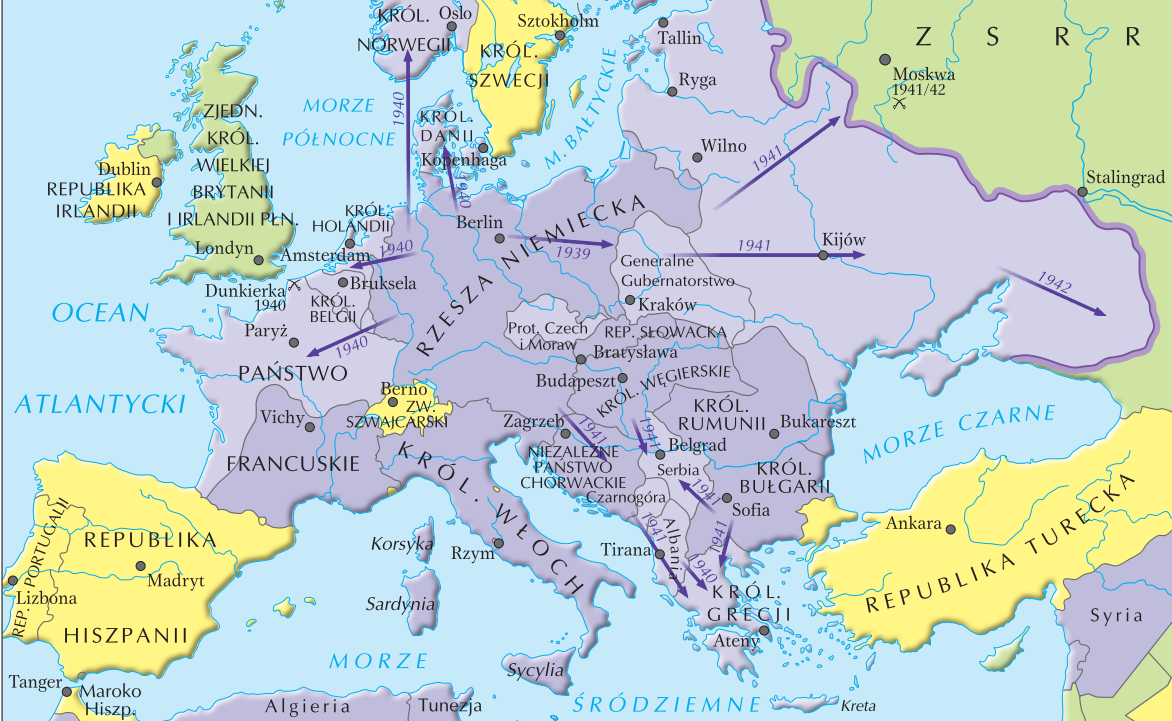 KRÓL.
NORWEGII
Oslo
Sztokholm
KRÓL.
SZWECJI
Tallin
Z S R R
Moskwa
1941/42
Ryga
ZJEDN.
KRÓL.
WIELKIEJ
BRYTANII
I IRLANDII PŁN.
MORZE
PÓŁNOCNE
1940
KRÓL.
DANII
Kopenhaga
M. BAŁTYCKIE
Wilno
1941
Dublin
REPUBLIKA
IRLANDII
Stalingrad
1940
KRÓL.
HOLANDII
Berlin
RZESZA NIEMIECKA
Londyn
Amsterdam
1940
1939
1941
Kijów
Generalne
Gubernatorstwo
Dunkierka
1940
Bruksela
KRÓL.
BELGII
1942
Kraków
OCEAN
ATLANTYCKI
Paryż
1940
Prot. Czech
i Moraw
REP. SŁOWACKA
Bratysława
PAŃSTWO
FRANCUSKIE
Budapeszt
KRÓL. WĘGIERSKIE
Berno
ZW.
SZWAJCARSKI
Vichy
Zagrzeb
1941
1941
KRÓL.
RUMUNII
Bukareszt
MORZE CZARNE
Belgrad
Serbia
NIEZALEŻNE
PAŃSTWO
CHORWACKIE
Czarnogóra
KRÓL.
BUŁGARII
1941
Sofia
KRÓL. WŁOCH
REPUBLIKA
HISZPANII
Madryt
REP. PORTUGALII
Lizbona
Korsyka
Rzym
Tirana
Albania
1941
1941
1940
Ankara
REPUBLIKA TURECKA
Sardynia
KRÓL.
GRECJI
Ateny
Syria
MORZE
ŚRÓDZIEMNE
Sycylia
Tanger
Maroko
Hiszp.
Algieria
Tunezja
Kreta